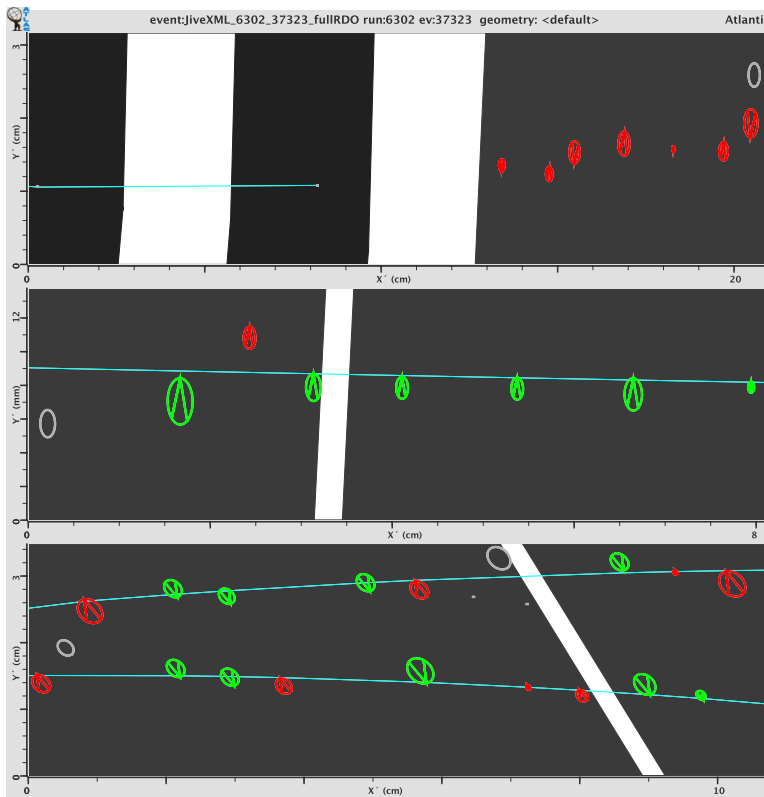 event:JiveXML_6302_37323_fullRDO run:6302 ev:37323 geometry: <default> Atlanti
3
Y´ (cm)
0
0 X´ (cm) 20
12
Y´ (mm)
0
0 X´ (cm) 8
3
Y´ (cm)
0
0 X´ (cm) 10